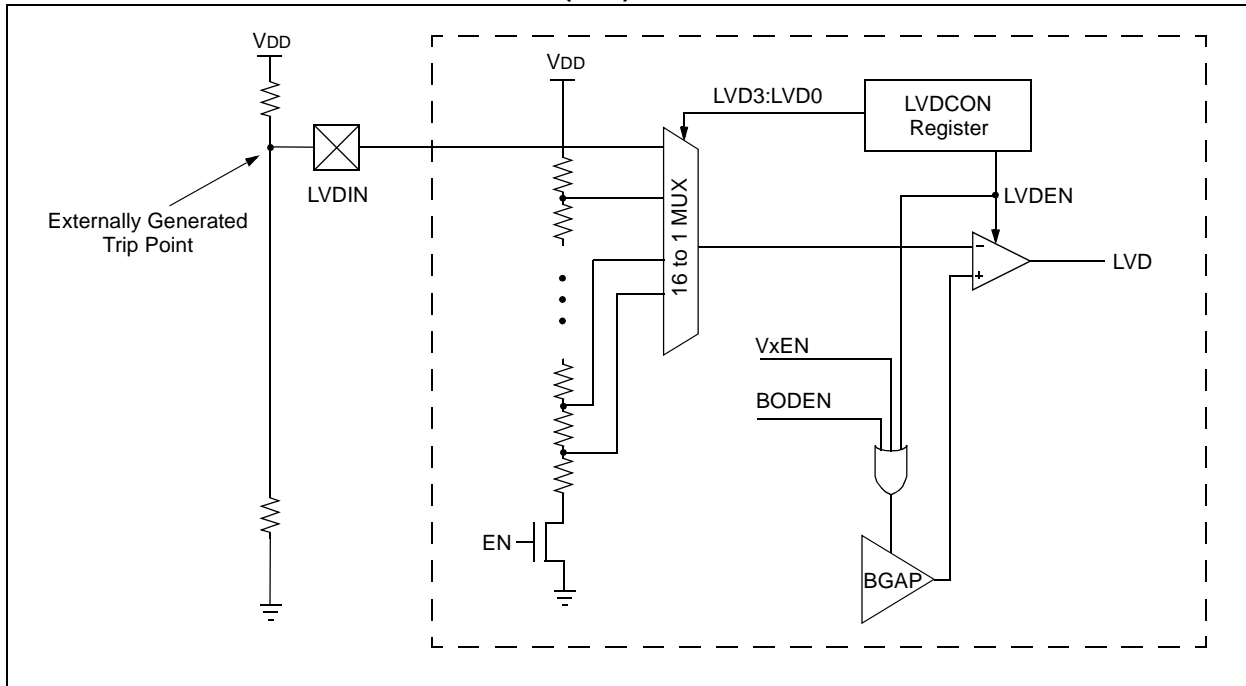 VDD
VDD
LVD3:LVD0
LVDCON
Register
LVDIN
16 to 1 MUX
LVDEN
Externally Generated
Trip Point
LVD
VxEN
BODEN
EN
BGAP